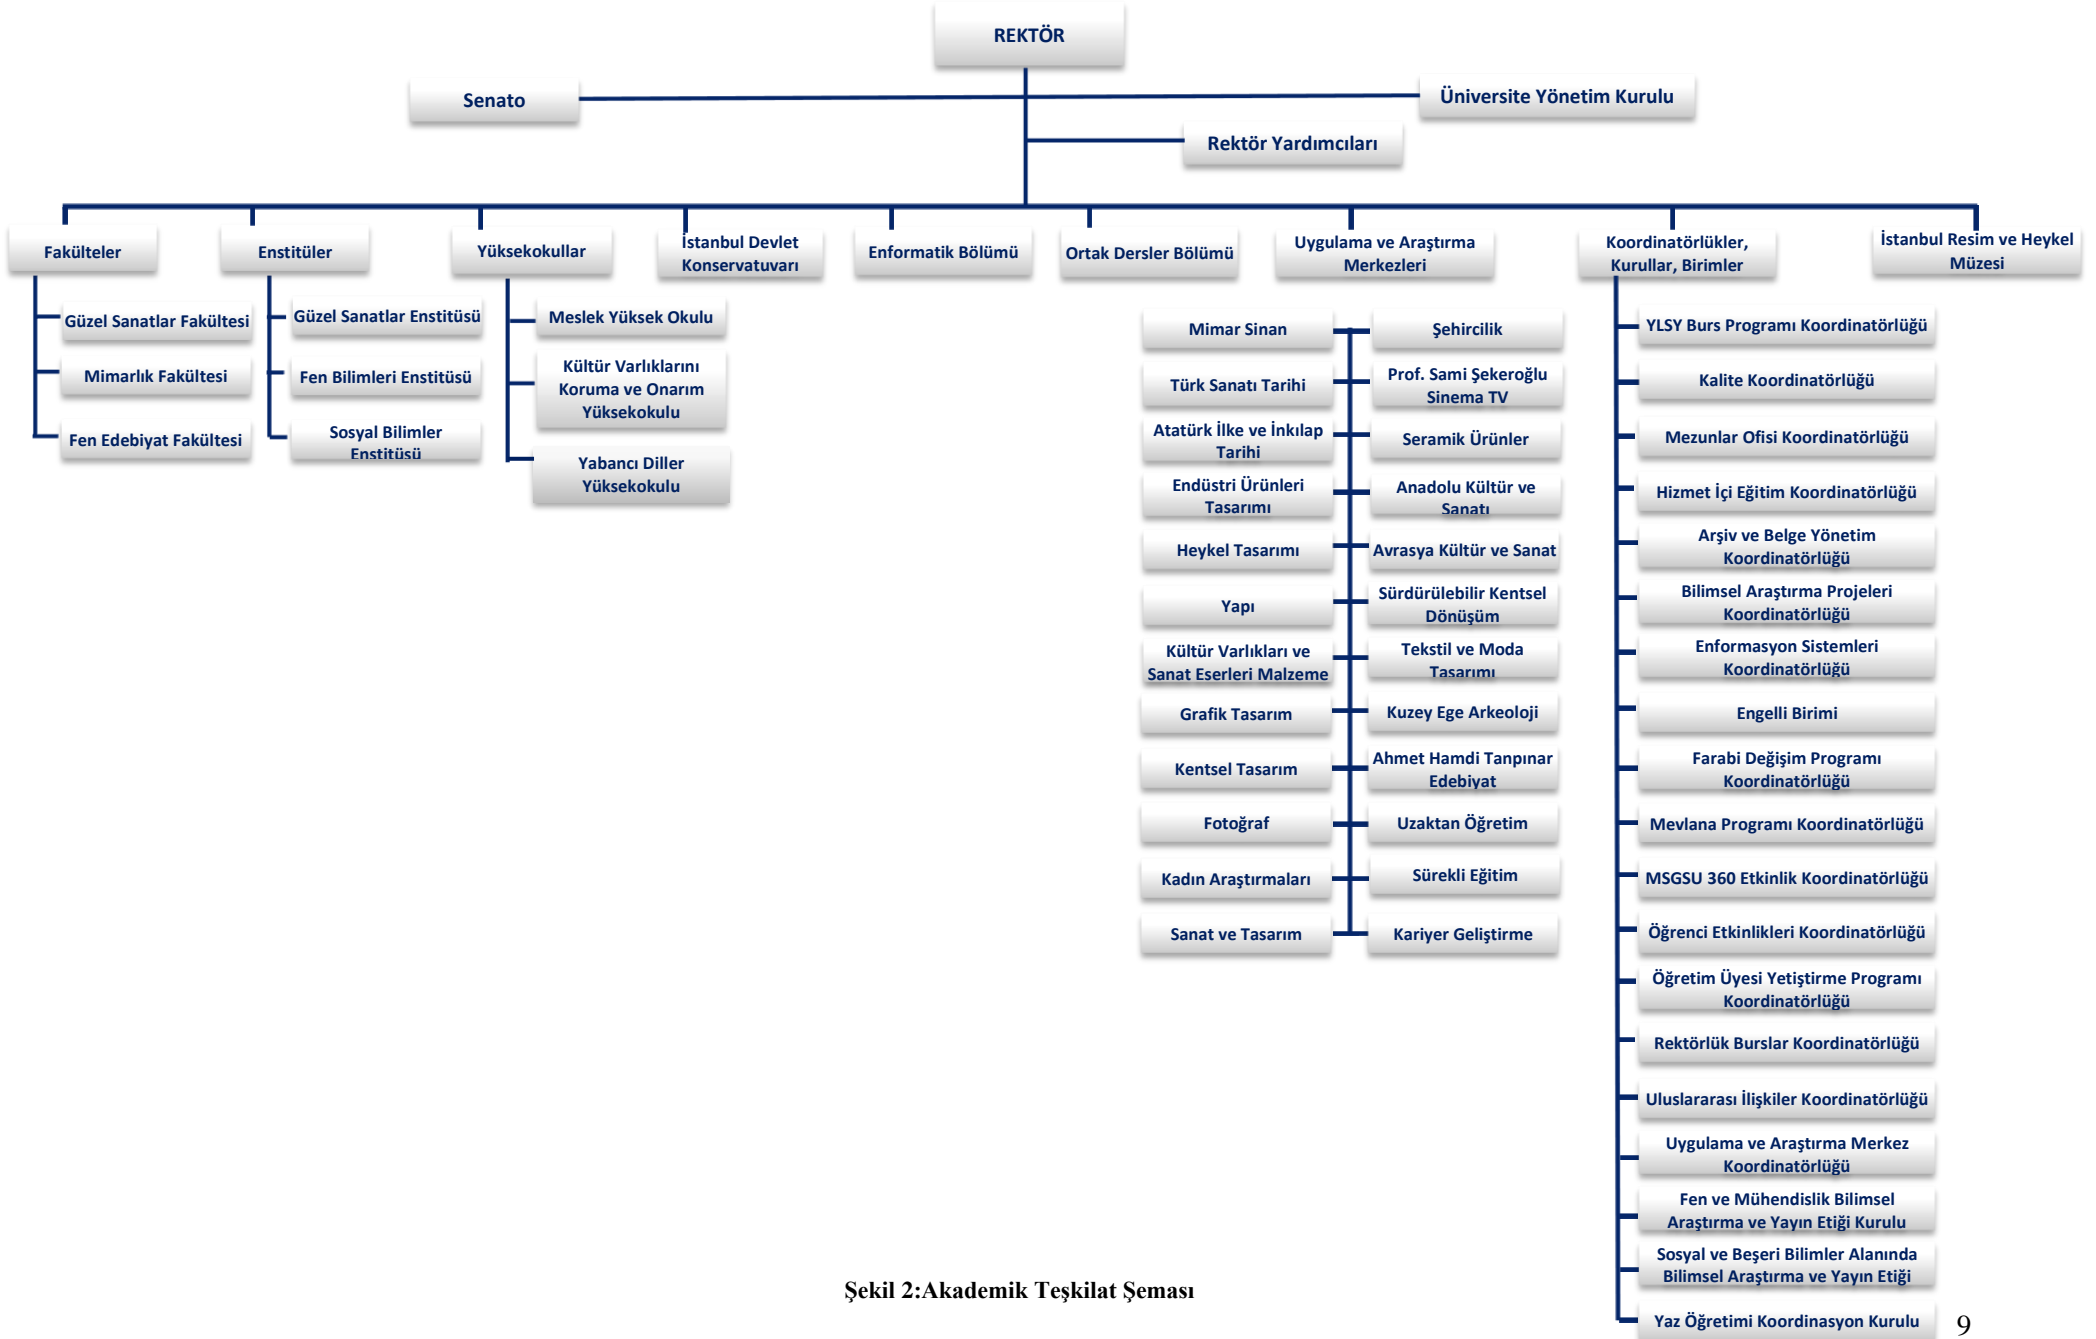 REKTÖR
Senato
Üniversite Yönetim Kurulu
Rektör Yardımcıları
Fakülteler
Enstitüler
Yüksekokullar
İstanbul Devlet
Konservatuvarı
Enformatik Bölümü
Ortak Dersler Bölümü
Uygulama ve Araştırma
Merkezleri
Koordinatörlükler,
Kurullar, Birimler
İstanbul Resim ve Heykel
Müzesi
Güzel Sanatlar Fakültesi
Mimarlık Fakültesi
Fen Edebiyat Fakültesi
Güzel Sanatlar Enstitüsü
Fen Bilimleri Enstitüsü
Sosyal Bilimler
Enstitüsü
Meslek Yüksek Okulu
Kültür Varlıklarını
Koruma ve Onarım
Yüksekokulu
Yabancı Diller
Yüksekokulu
Mimar Sinan
Türk Sanatı Tarihi
Atatürk İlke ve İnkılap
Tarihi
Endüstri Ürünleri
Tasarımı
Heykel Tasarımı
Yapı
Kültür Varlıkları ve
Sanat Eserleri Malzeme
Grafik Tasarım
Kentsel Tasarım
Fotoğraf
Kadın Araştırmaları
Sanat ve Tasarım
Şehircilik
Prof. Sami Şekeroğlu
Sinema TV
Seramik Ürünler
Anadolu Kültür ve
Sanatı
Avrasya Kültür ve Sanat
Sürdürülebilir Kentsel
Dönüşüm
Tekstil ve Moda
Tasarımı
Kuzey Ege Arkeoloji
Ahmet Hamdi Tanpınar
Edebiyat
Uzaktan Öğretim
Sürekli Eğitim
Kariyer Geliştirme
YLSY Burs Programı Koordinatörlüğü
Kalite Koordinatörlüğü
Mezunlar Ofisi Koordinatörlüğü
Hizmet İçi Eğitim Koordinatörlüğü
Arşiv ve Belge Yönetim
Koordinatörlüğü
Bilimsel Araştırma Projeleri
Koordinatörlüğü
Enformasyon Sistemleri
Koordinatörlüğü
Engelli Birimi
Farabi Değişim Programı
Koordinatörlüğü
Mevlana Programı Koordinatörlüğü
MSGSU 360 Etkinlik Koordinatörlüğü
Öğrenci Etkinlikleri Koordinatörlüğü
Öğretim Üyesi Yetiştirme Programı
Koordinatörlüğü
Rektörlük Burslar Koordinatörlüğü
Uluslararası İlişkiler Koordinatörlüğü
Uygulama ve Araştırma Merkez
Koordinatörlüğü
Fen ve Mühendislik Bilimsel
Araştırma ve Yayın Etiği Kurulu
Sosyal ve Beşeri Bilimler Alanında
Bilimsel Araştırma ve Yayın Etiği
Yaz Öğretimi Koordinasyon Kurulu
Şekil 2:Akademik Teşkilat Şeması
9